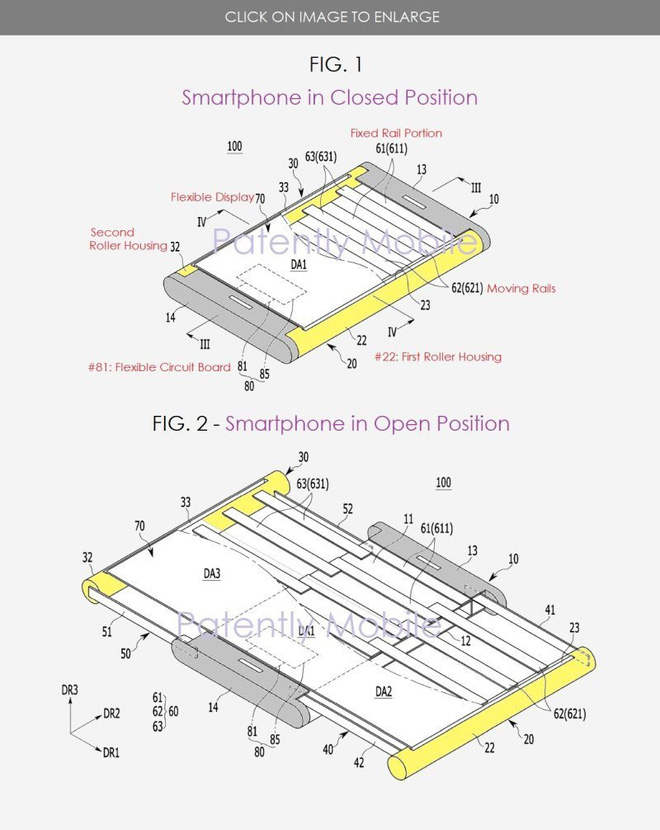 CLICK ON IMAGE TO ENLARGE
FIG. 1
Smartphone in Closed Position
100
Fixed Rail Portion
63(631)
61(611)
13
30
33
III
10
Flexible Display 70
IV
Second
Roller Housing 32
Patently Mobile
DA1
62(621) Moving Rails
23
14
IV
22
III
20
#81: Flexible Circuit Board
81
85
80
#22: First Roller Housing
FIG. 2 - Smartphone in Open Position
30
100
63(631)
33
52
11
61(611)
70
13
10
32
DA3
41
23
51
Patently Mobile
DA1
12
50
DA2
DR3
DR2
DR1
61
62 60
63
14
62(621)
81
85
80
40
42
22
20